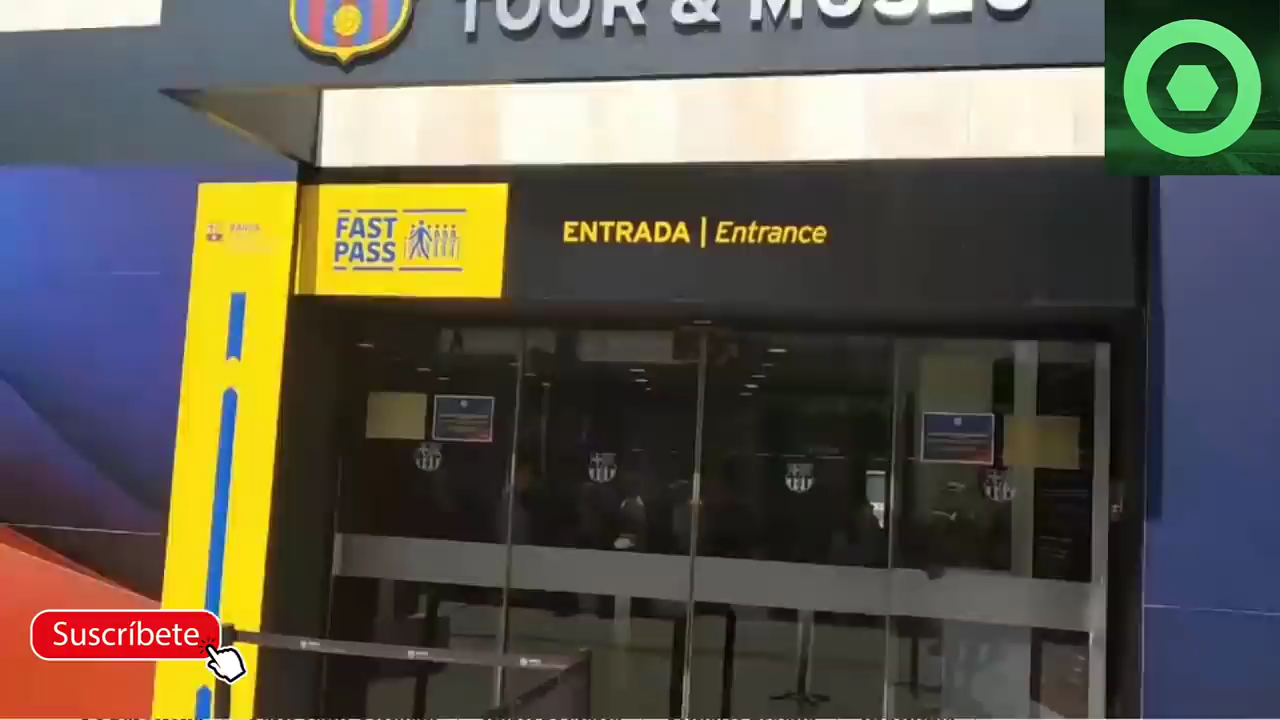 TOUR & MUSEU
FAST
PASS
ENTRADA | Entrance
Suscríbete